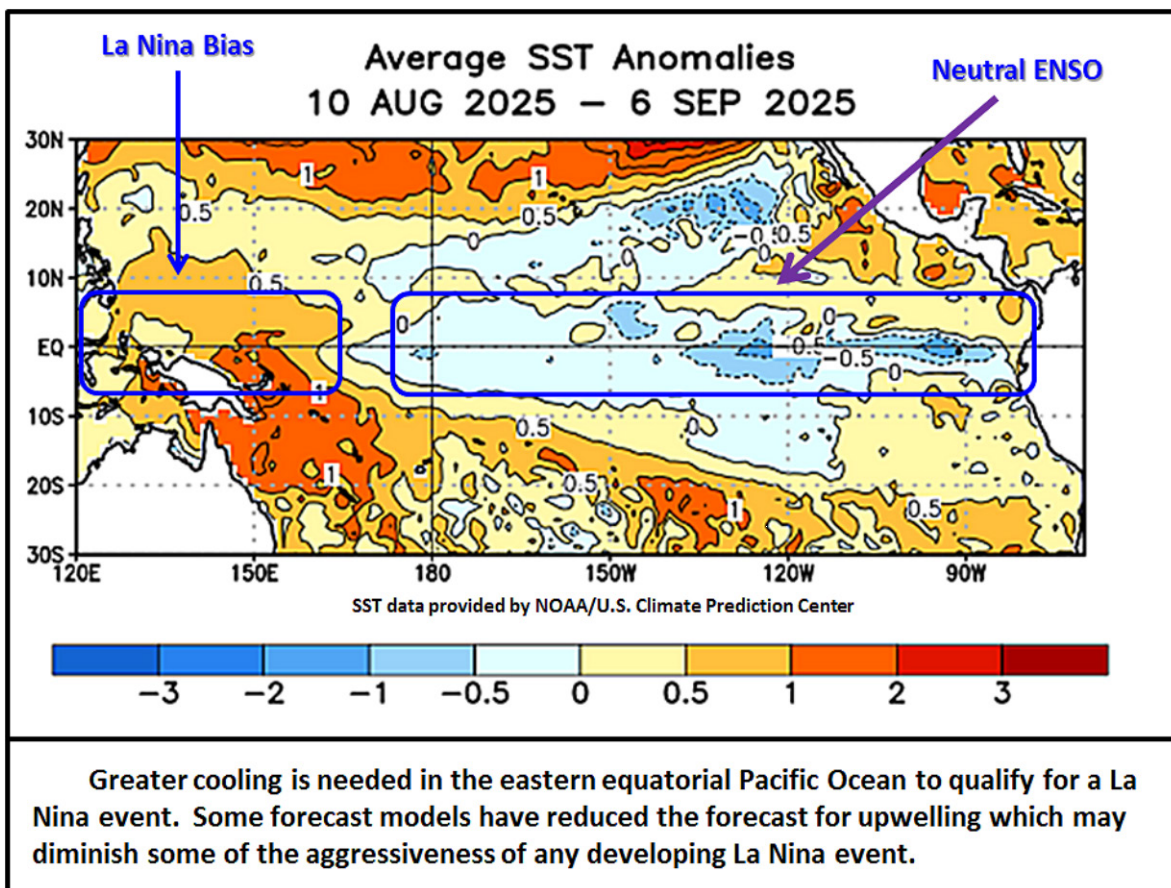 La Nina Bias
Average SST Anomalies
Neutral ENSO
10 AUG 2025 – 6 SEP 2025
30N
1
1
20N
0.5
0.5
-0.5
0.5
0
0
0
10N
0.5
0
0
EQ
-0.5
-0.5
0
1
10S
0.5
0
1
20S
1
0.5
30S
120E
150E
180
150W
120W
90W
SST data provided by NOAA/U.S. Climate Prediction Center
-3
-2
-1
-0.5
0
0.5
1
2
3
Greater cooling is needed in the eastern equatorial Pacific Ocean to qualify for a La
Nina event. Some forecast models have reduced the forecast for upwelling which may
diminish some of the aggressiveness of any developing La Nina event.